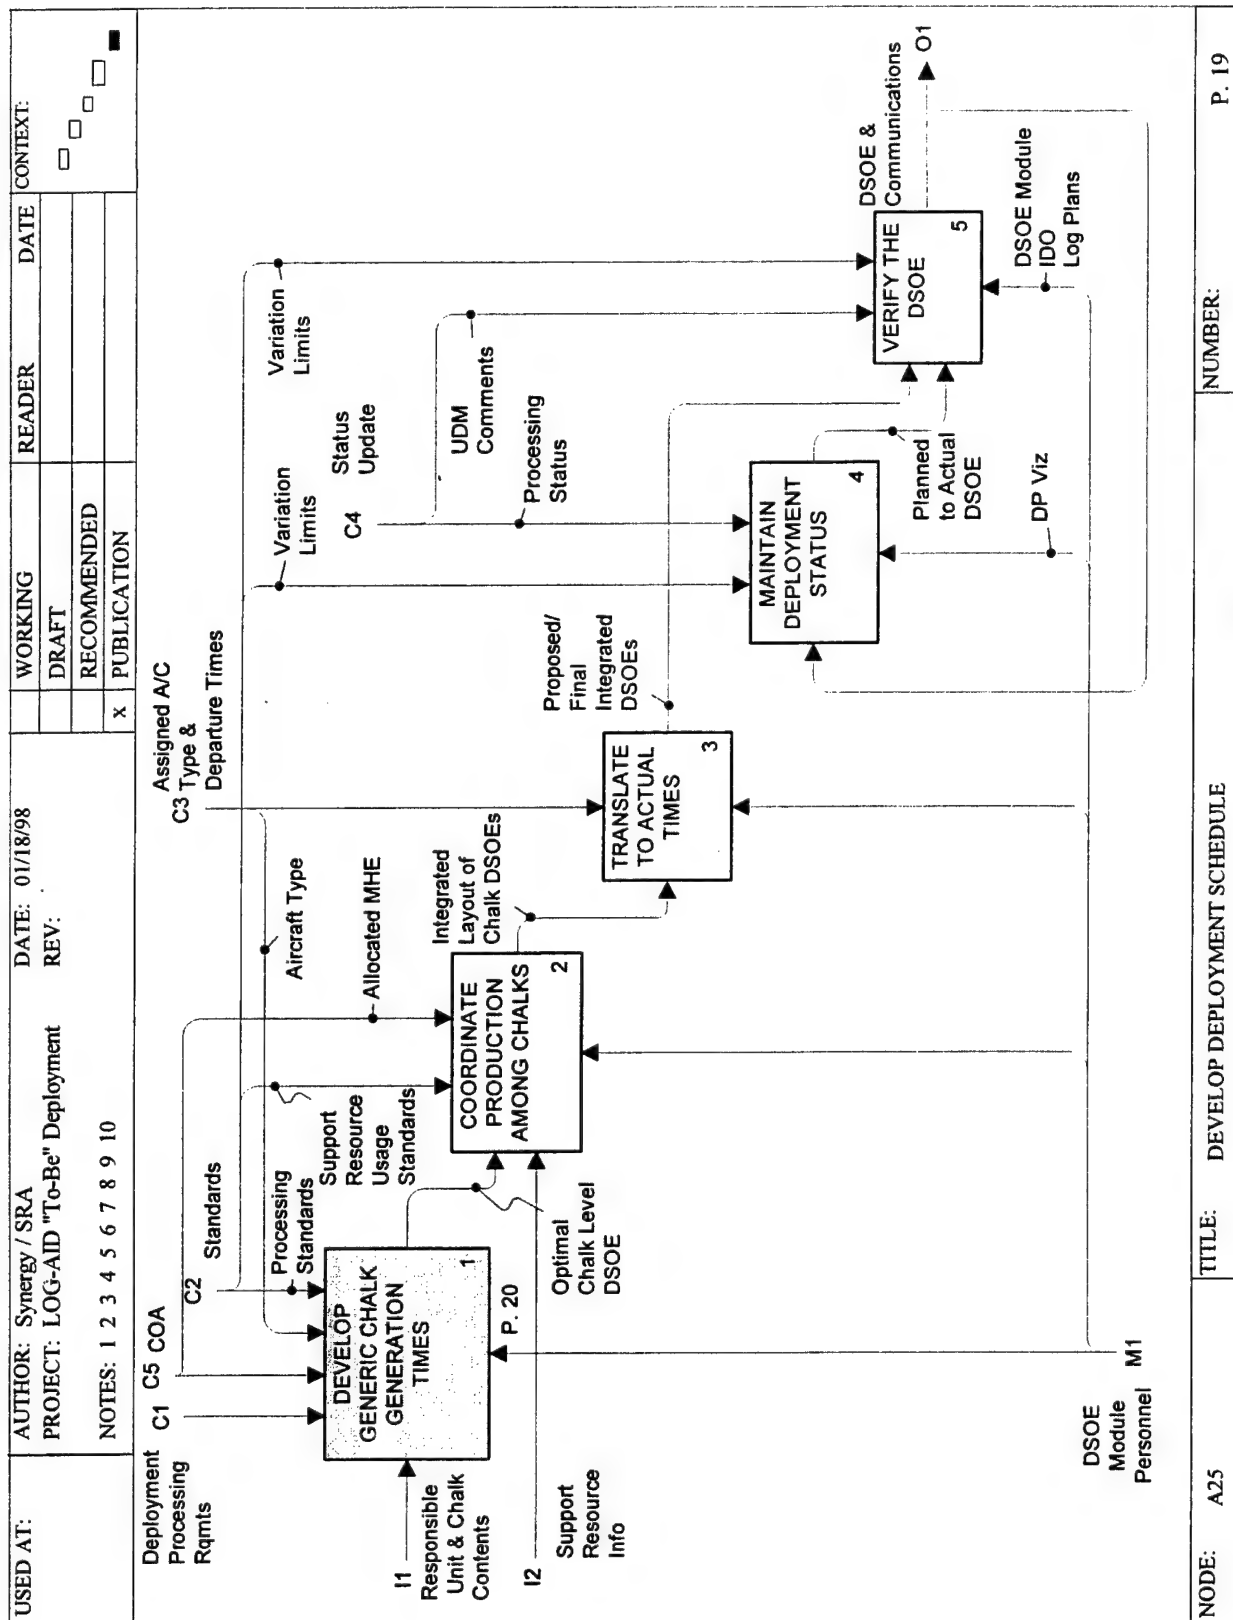 USED AT:
AUTHOR: Synergy / SRA
DATE: 01/18/98
PROJECT: LOG-AID "To-Be" Deployment
REV:
NOTES: 1 2 3 4 5 6 7 8 9 10
WORKING
DRAFT
RECOMMENDED
x PUBLICATION
READER
DATE
CONTEXT:
Deployment
Processing
Rqmts
C1
C5 COA
C2
Standards
C3
Assigned A/C
Type &
Departure Times
C4
Status
Update
Variation
Limits
Variation
Limits
UDM
Comments
Processing
Status
Aircraft Type
Allocated MHE
Support
Resource
Usage
Standards
Processing
Standards
I1
Responsible
Unit & Chalk
Contents
I2
Support
Resource
Info
DEVELOP
GENERIC CHALK
GENERATION
TIMES
1
P. 20
Optimal
Chalk Level
DSOE
COORDINATE
PRODUCTION
AMONG CHALKS
2
Integrated
Layout of
Chalk DSOEs
TRANSLATE
TO ACTUAL
TIMES
3
Proposed/
Final
Integrated
DSOEs
MAINTAIN
DEPLOYMENT
STATUS
4
Planned
to Actual
DSOE
DP Viz
VERIFY THE
DSOE
5
DSOE &
Communications
O1
DSOE Module
IDO
Log Plans
DSOE
Module
Personnel
M1
NODE: A25
TITLE: DEVELOP DEPLOYMENT SCHEDULE
NUMBER:
P. 19